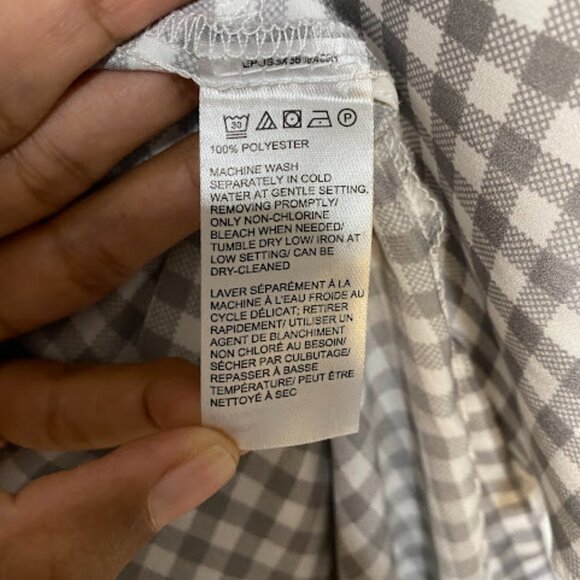 30 P
100% POLYESTER
MACHINE WASH
SEPARATELY IN COLD
WATER AT GENTLE SETTING,
REMOVING PROMPTLY/
ONLY NON-CHLORINE
BLEACH WHEN NEEDED/
TUMBLE DRY LOW/ IRON AT
LOW SETTING/ CAN BE
DRY-CLEANED
LAVER SÉPARÉMENT À LA
MACHINE À L'EAU FROIDE AU
CYCLE DÉLICAT; RETIRER
RAPIDEMENT/ UTILISER UN
AGENT DE BLANCHIMENT
NON CHLORÉ AU BESOIN/
SÉCHER PAR CULBUTAGE/
REPASSER À BASSE
TEMPÉRATURE/ PEUT ÊTRE
NETTOYÉ À SEC